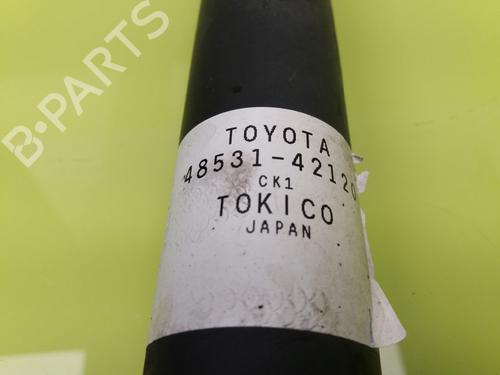 B-PARTS
TOYOTA
48531-42120
CK1
TOKICO
JAPAN